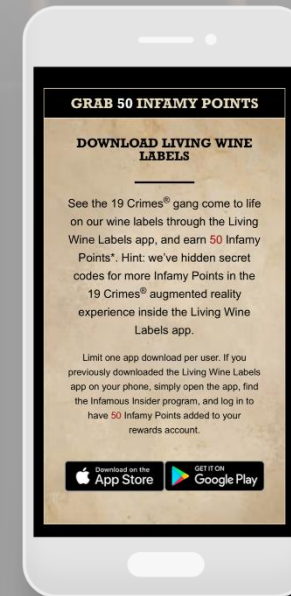 GRAB 50 INFAMY POINTS
DOWNLOAD LIVING WINE
LABELS
See the 19 Crimes® gang come to life
on our wine labels through the Living
Wine Labels app, and earn 50 Infamy
Points*. Hint: we've hidden secret
codes for more Infamy Points in the
19 Crimes® augmented reality
experience inside the Living Wine
Labels app.
Limit one app download per user. If you
previously downloaded the Living Wine Labels
app on your phone, simply open the app, find
the Infamous Insider program, and log in to
have 50 Infamy Points added to your
rewards account.
Download on the
App Store
GET IT ON
Google Play